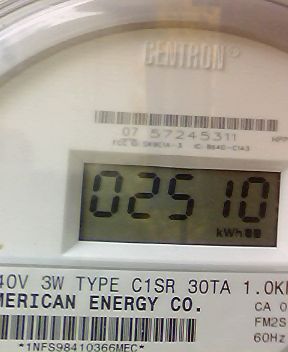 CENTRON®
07 57245311
02510
kWh
40V 3W TYPE C1SR 30TA 1.0K
MERICAN ENERGY CO.
CA 0
FM2S
60Hz
*1NFS98410366MEC*